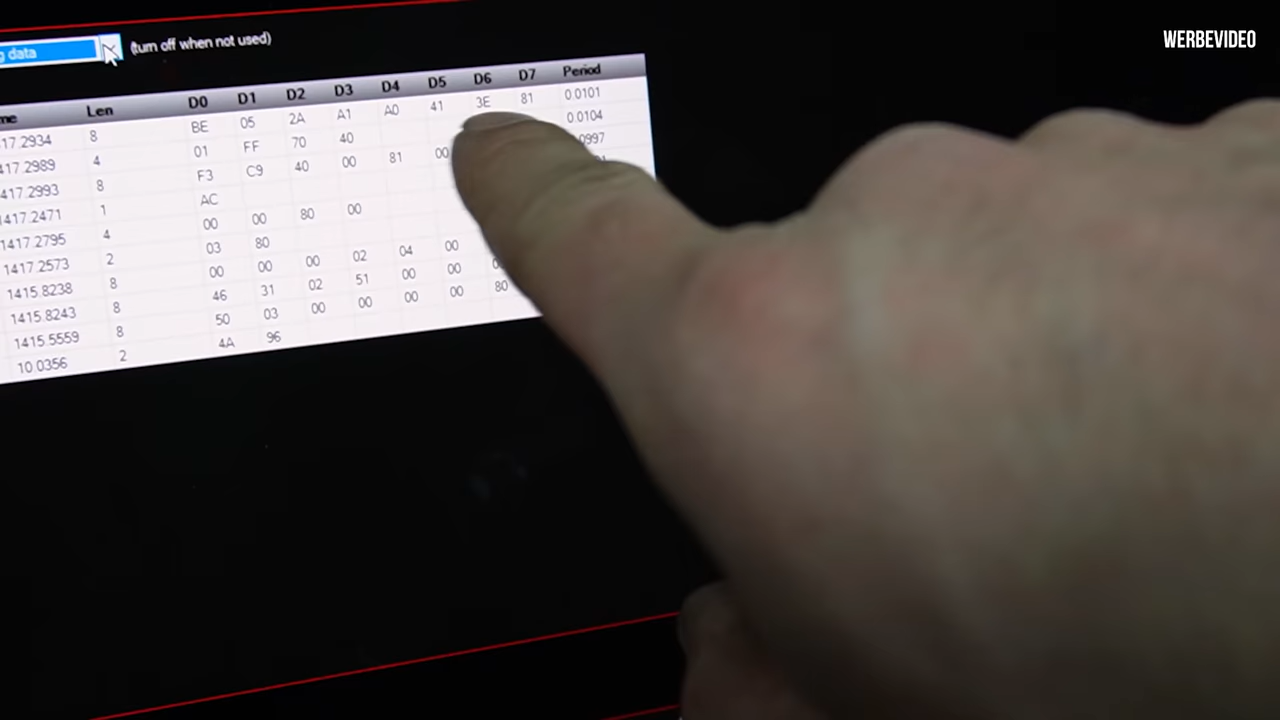 WERBEVIDEO
data (turn off when not used)
Len D0 D1 D2 D3 D4 D5 D6 D7 Period
417.2934 8 BE 05 2A A1 A0 41 3E 81 0.0101
417.2989 4 01 FF 70 40 0.0104
417.2993 8 F3 C9 40 00 81 00 0997
1417.2471 1 AC
1417.2795 4 00 00 80 00
1417.2573 2 03 80
1415.8238 8 00 00 00 02 04 00
1415.8243 8 46 31 02 51 00 00
1415.5559 8 50 03 00 00 00 00 80
10.0356 2 4A 96